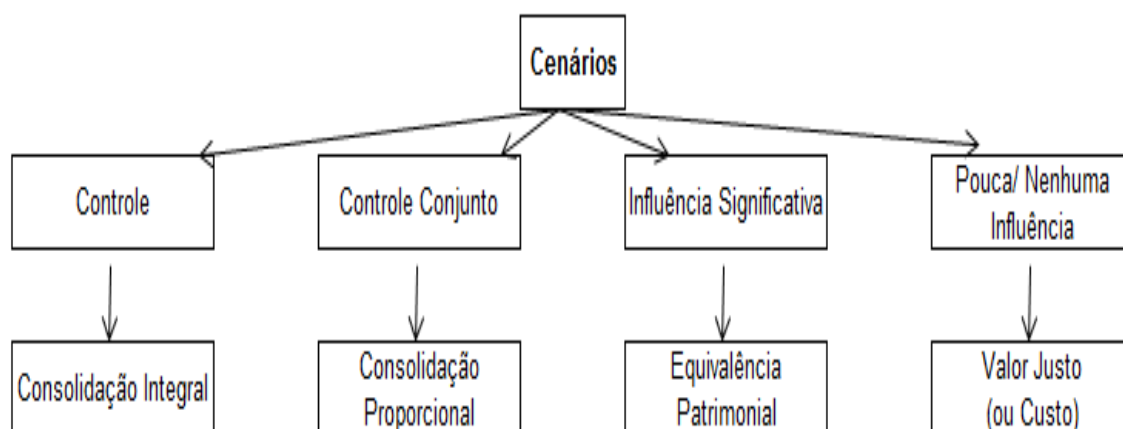 Cenários
Controle
Controle Conjunto
Influência Significativa
Pouca/ Nenhuma
Influência
Consolidação Integral
Consolidação
Proporcional
Equivalência
Patrimonial
Valor Justo
(ou Custo)